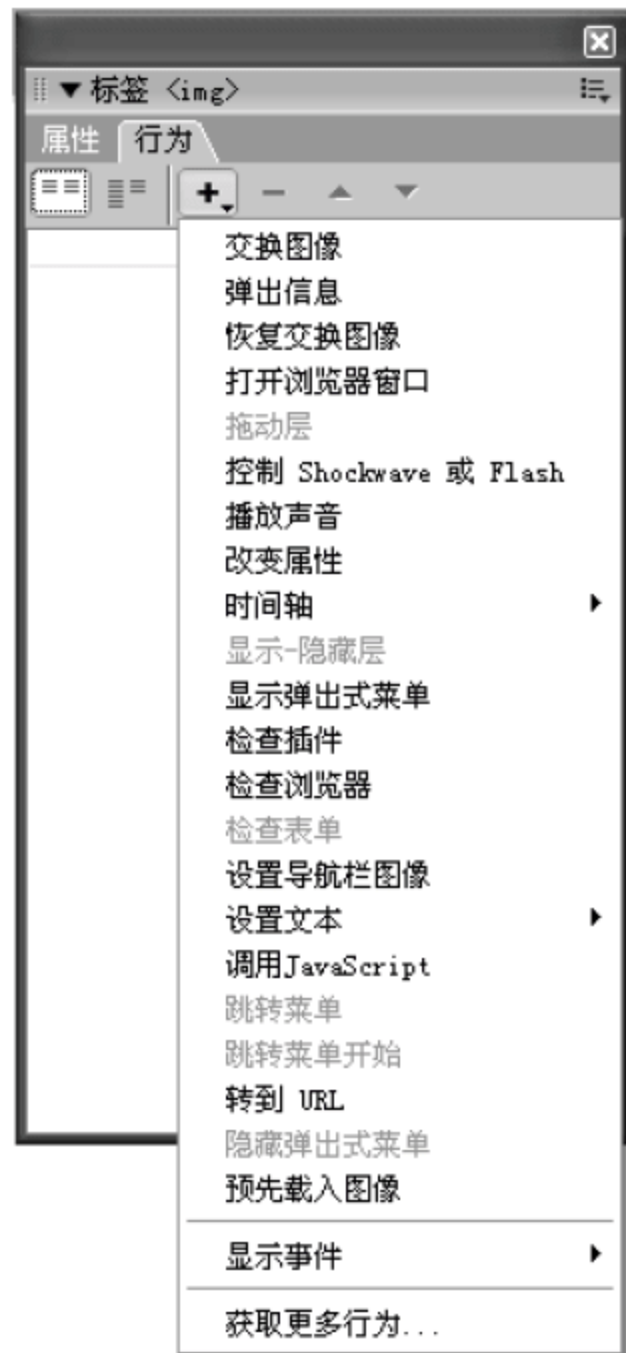 标签 <img>
属性 行为
交换图像
弹出信息
恢复交换图像
打开浏览器窗口
拖动层
控制 Shockwave 或 Flash
播放声音
改变属性
时间轴
显示-隐藏层
显示弹出式菜单
检查插件
检查浏览器
检查表单
设置导航栏图像
设置文本
调用JavaScript
跳转菜单
跳转菜单开始
转到 URL
隐藏弹出式菜单
预先载入图像
显示事件
获取更多行为...